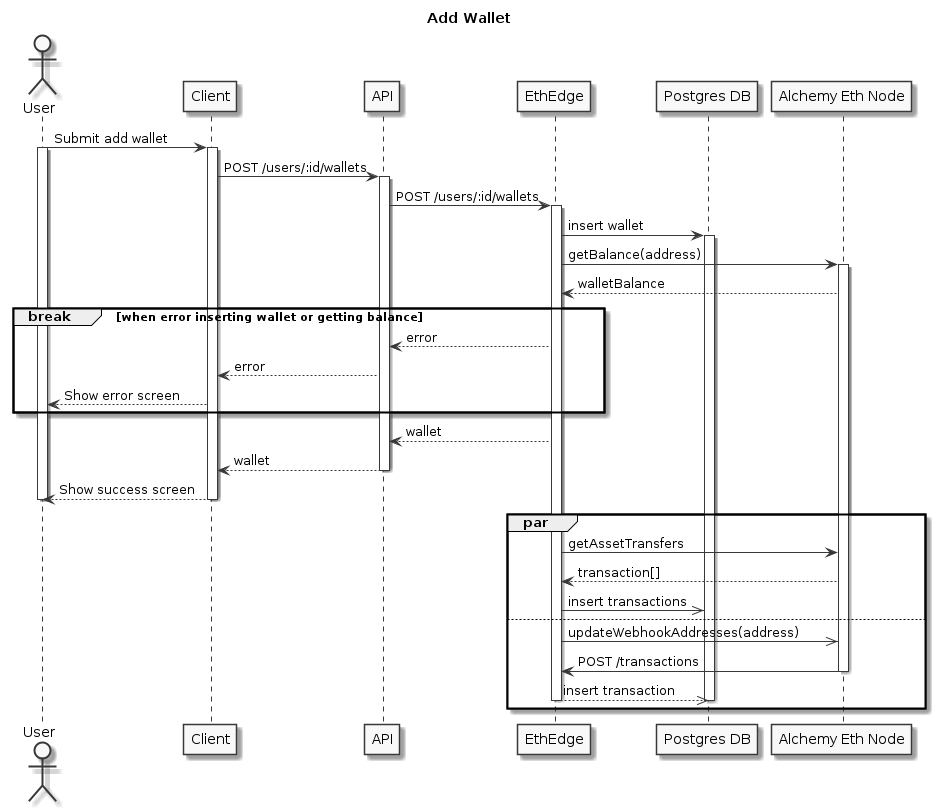 Add Wallet
User
Client
API
EthEdge
Postgres DB
Alchemy Eth Node
Submit add wallet
POST /users/:id/wallets
POST /users/:id/wallets
insert wallet
getBalance(address)
walletBalance
break
[when error inserting wallet or getting balance]
error
error
Show error screen
wallet
wallet
Show success screen
par
getAssetTransfers
transaction[]
insert transactions
updateWebhookAddresses(address)
POST /transactions
insert transaction
User
Client
API
EthEdge
Postgres DB
Alchemy Eth Node